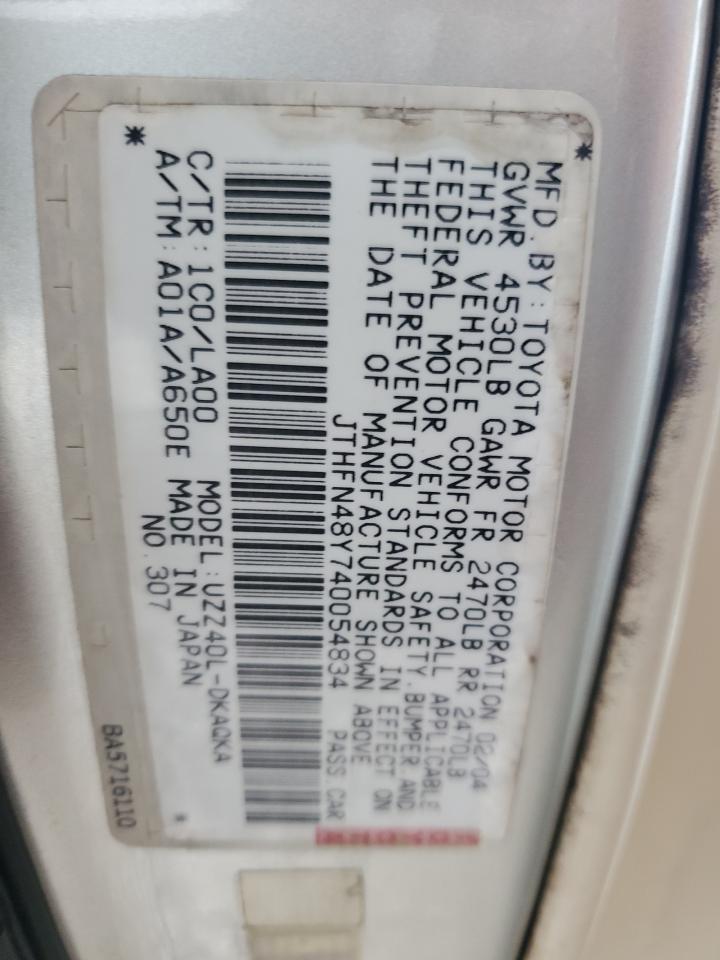 MFD.BY:TOYOTA MOTOR CORPORATION 02/04
GVWR 4530LB GAWR FR 2470LB RR 2470LB
THIS VEHICLE CONFORMS TO ALL APPLICABLE
FEDERAL MOTOR VEHICLE SAFETY.BUMPER.AND
THEFT PREVENTION STANDARDS IN EFFECT ON
THE DATE OF MANUFACTURE SHOWN ABOVE
JTHFN48Y740054834 PASS.CAR
C/TR:1C0/LA00 MODEL:UZZ40L-DKAQKA
A/TM:A01A/A650E MADE IN JAPAN
NO.307
BA5716110